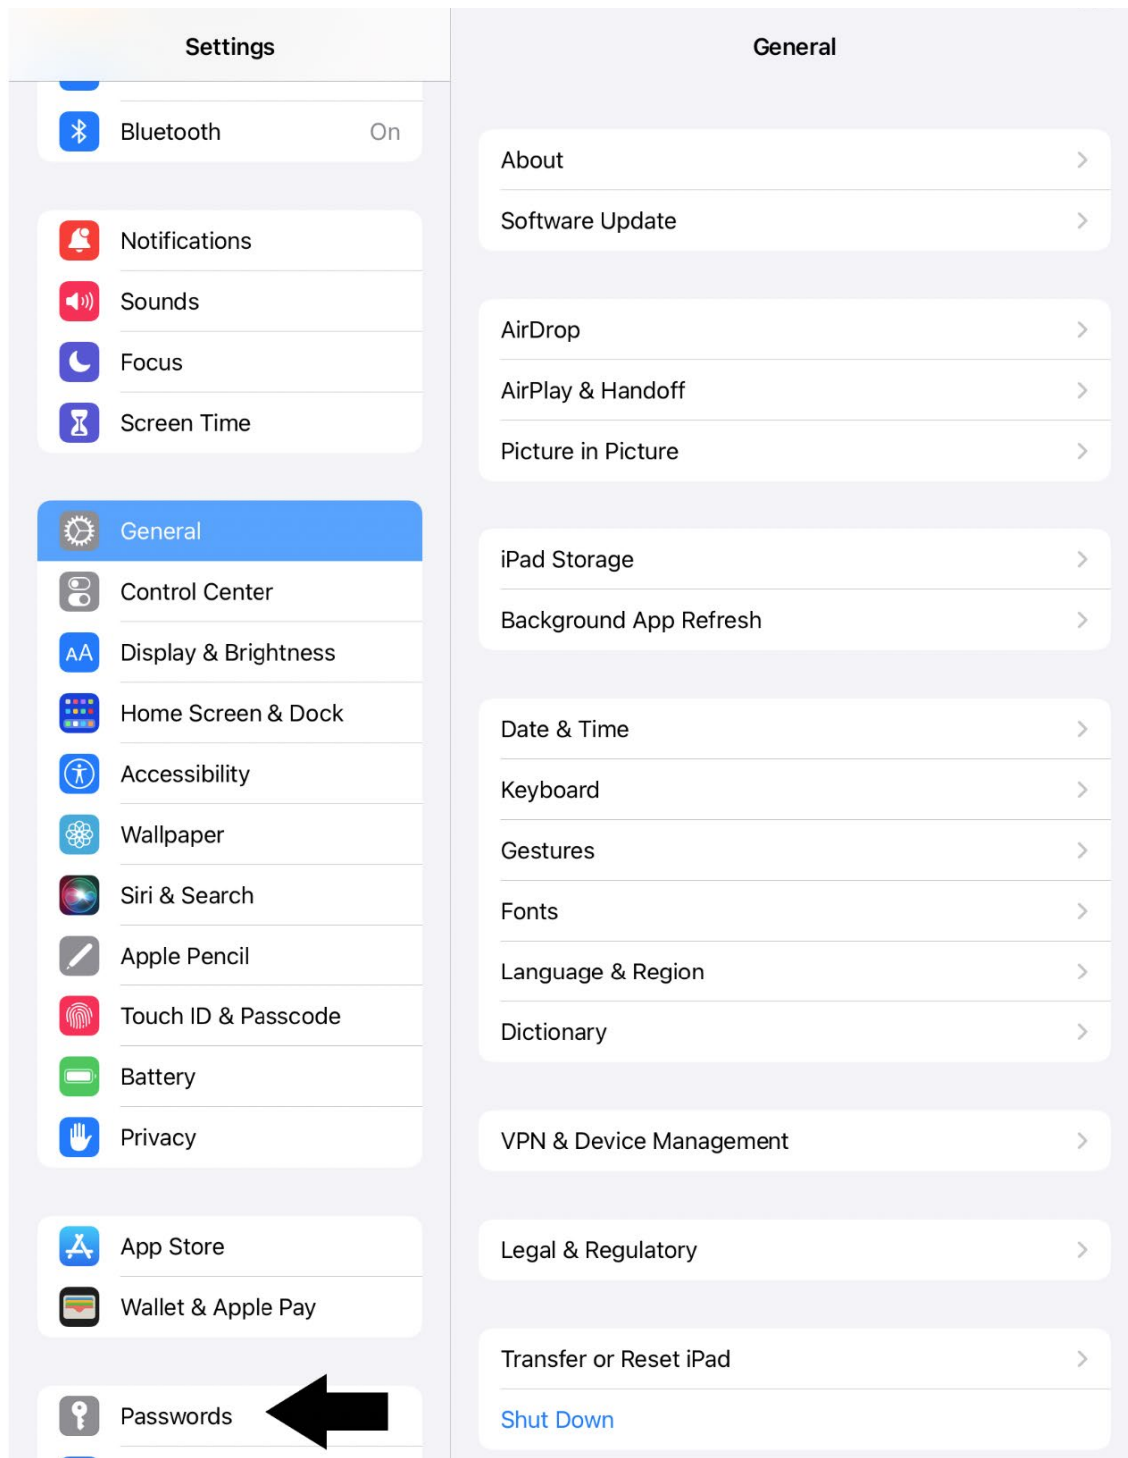 Settings
Bluetooth On
Notifications
Sounds
Focus
Screen Time
General
Control Center
AA Display & Brightness
Home Screen & Dock
Accessibility
Wallpaper
Siri & Search
Apple Pencil
Touch ID & Passcode
Battery
Privacy
App Store
Wallet & Apple Pay
Passwords
General
About
Software Update
AirDrop
AirPlay & Handoff
Picture in Picture
iPad Storage
Background App Refresh
Date & Time
Keyboard
Gestures
Fonts
Language & Region
Dictionary
VPN & Device Management
Legal & Regulatory
Transfer or Reset iPad
Shut Down